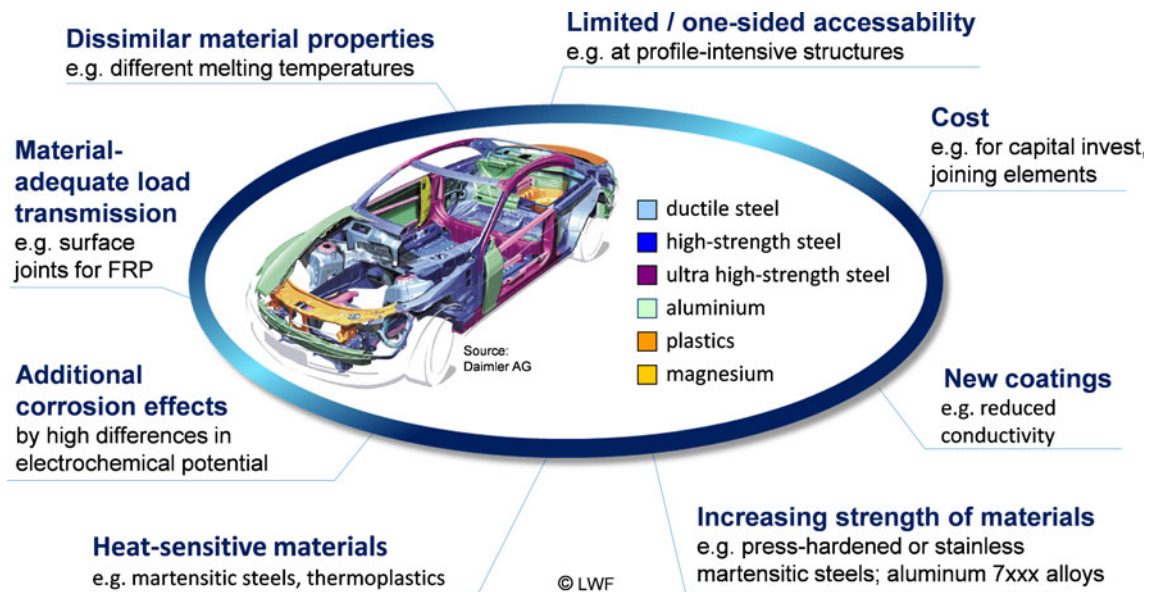 Dissimilar material properties
e.g. different melting temperatures
Limited / one-sided accessability
e.g. at profile-intensive structures
Cost
e.g. for capital invest,
joining elements
Material-
adequate load
transmission
e.g. surface
joints for FRP
ductile steel
high-strength steel
ultra high-strength steel
aluminium
plastics
magnesium
Source:
Daimler AG
Additional
corrosion effects
by high differences in
electrochemical potential
New coatings
e.g. reduced
conductivity
Heat-sensitive materials
e.g. martensitic steels, thermoplastics
© LWF
Increasing strength of materials
e.g. press-hardened or stainless
martensitic steels; aluminum 7xxx alloys